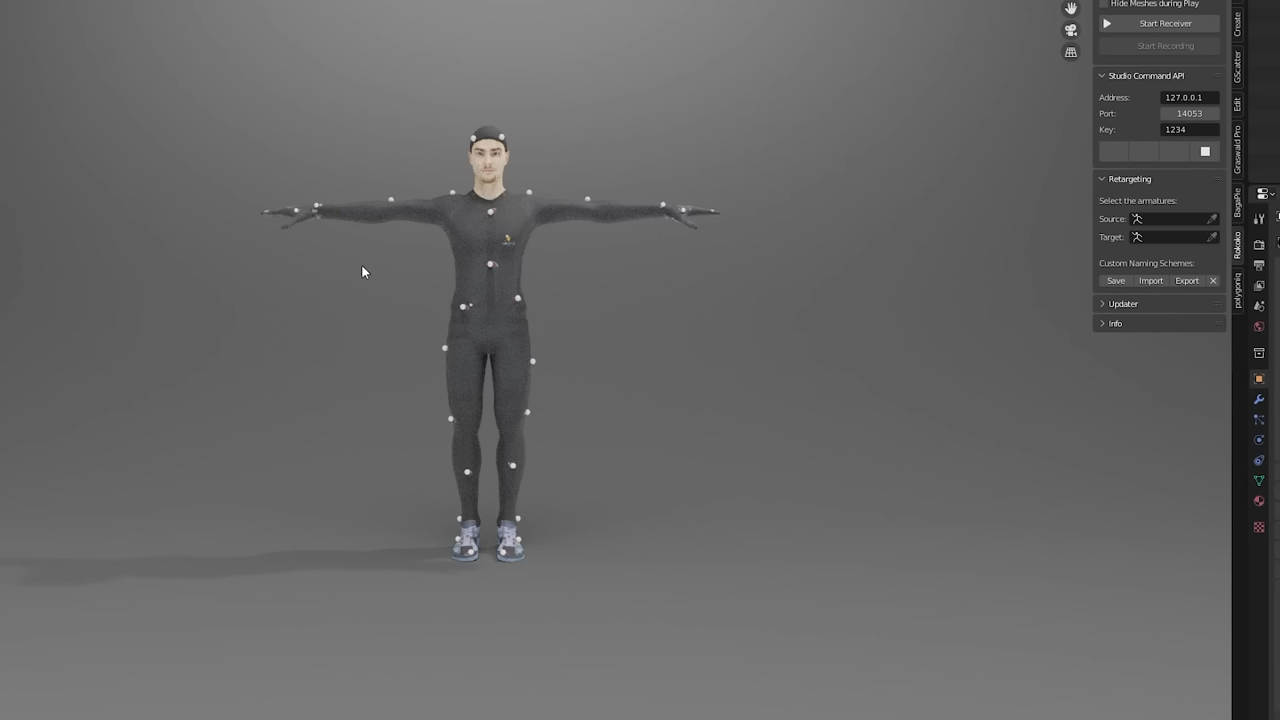 Hide Meshes during Play
Start Receiver
Start Recording
Studio Command API
Address: 127.0.0.1
Port: 14053
Key: 1234
Retargeting
Select the armatures:
Source:
Target:
Custom Naming Schemes:
Save Import Export
Updater
Info
Create
GScatter
Edit
Graswald Pro
BagaPie
Rokoko
polygoniq